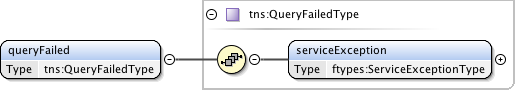 tns:QueryFailedType
queryFailed
Type tns:QueryFailedType
serviceException
Type ftypes:ServiceExceptionType